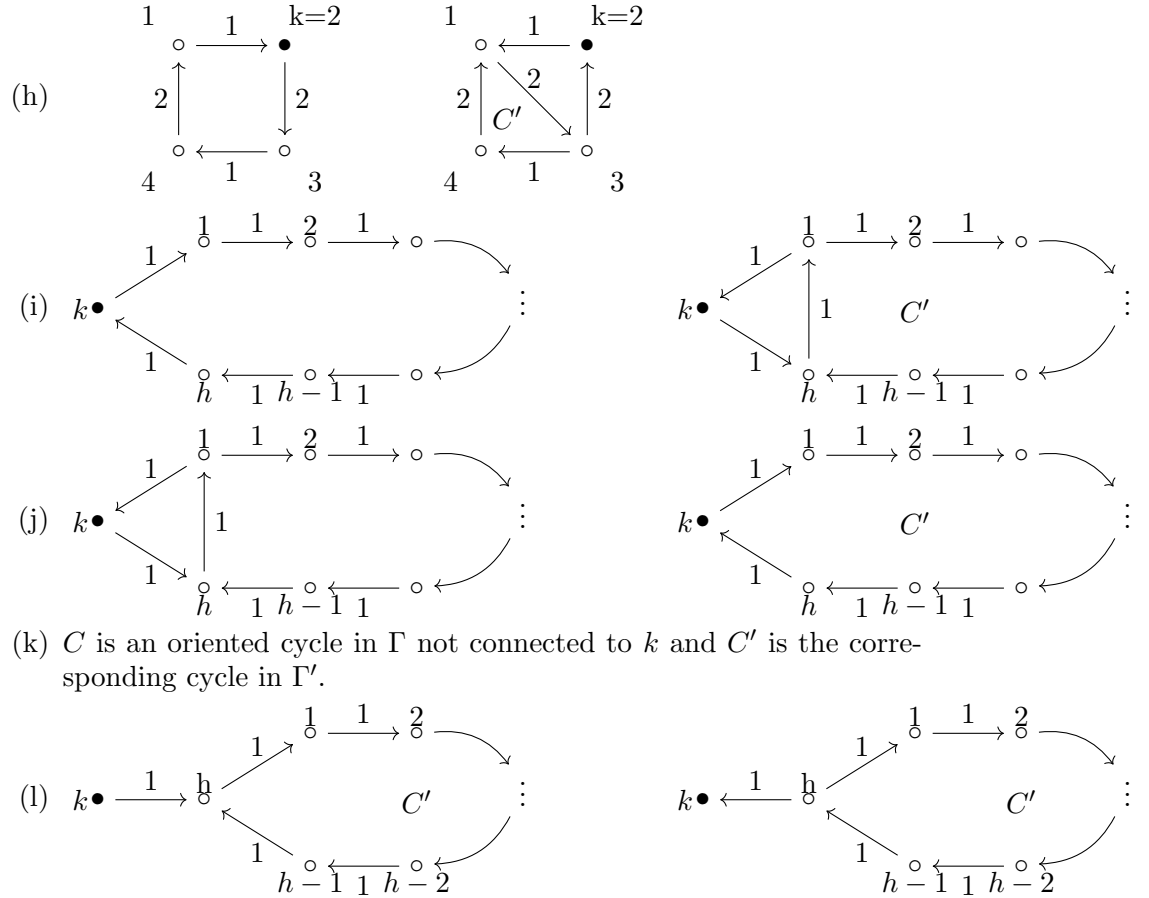 1 1 k=2 1 1 k=2
(h) 2 2 2 2 C′ 2
4 1 3 4 1 3
1 1 2 1 1 1 2 1
1 1
(i) k ⋮ k 1 C′ ⋮
1 1
h 1 h − 1 1 h 1 h − 1 1
1 1 2 1 1 1 2 1
1 1
(j) k 1 ⋮ k C′ ⋮
1 1
h 1 h − 1 1 h 1 h − 1 1
(k) C is an oriented cycle in Γ not connected to k and C′ is the corre-
sponding cycle in Γ′.
1 1 2 1 1 2
1 1
(l) k 1 h C′ ⋮ k 1 h C′ ⋮
1 1
h − 1 1 h − 2 h − 1 1 h − 2